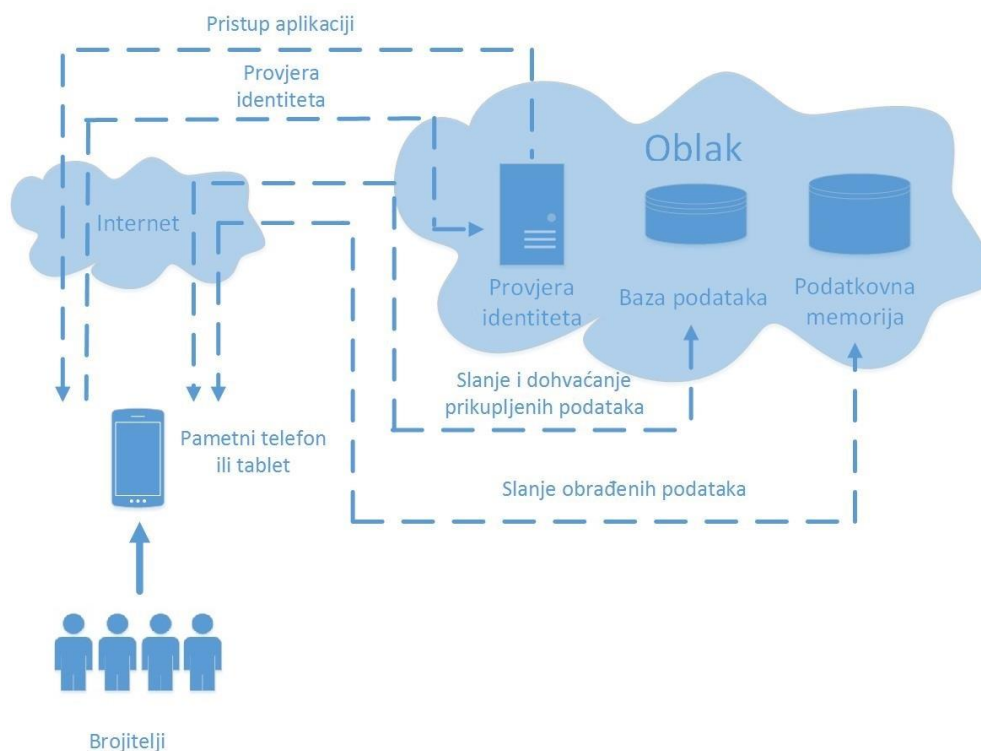 Pristup aplikaciji
Provjera
identiteta
Oblak
Internet
Provjera
identiteta
Baza podataka
Podatkovna
memorija
Slanje i dohvaćanje
prikupljenih podataka
Pametni telefon
ili tablet
Slanje obrađenih podataka
Brojitelji